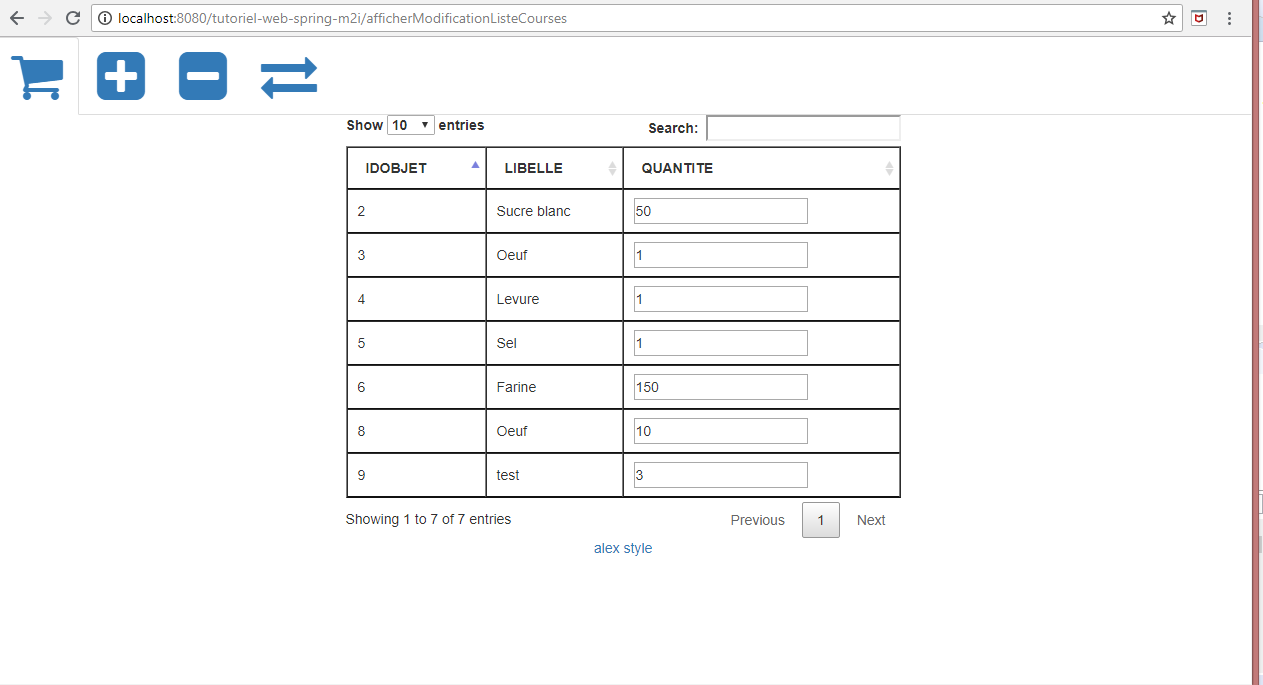 localhost:8080/tutoriel-web-spring-m2i/afficherModificationListeCourses
Show 10 entries
Search:
IDOBJET LIBELLE QUANTITE
2 Sucre blanc 50
3 Oeuf 1
4 Levure 1
5 Sel 1
6 Farine 150
8 Oeuf 10
9 test 3
Showing 1 to 7 of 7 entries
Previous 1 Next
alex style